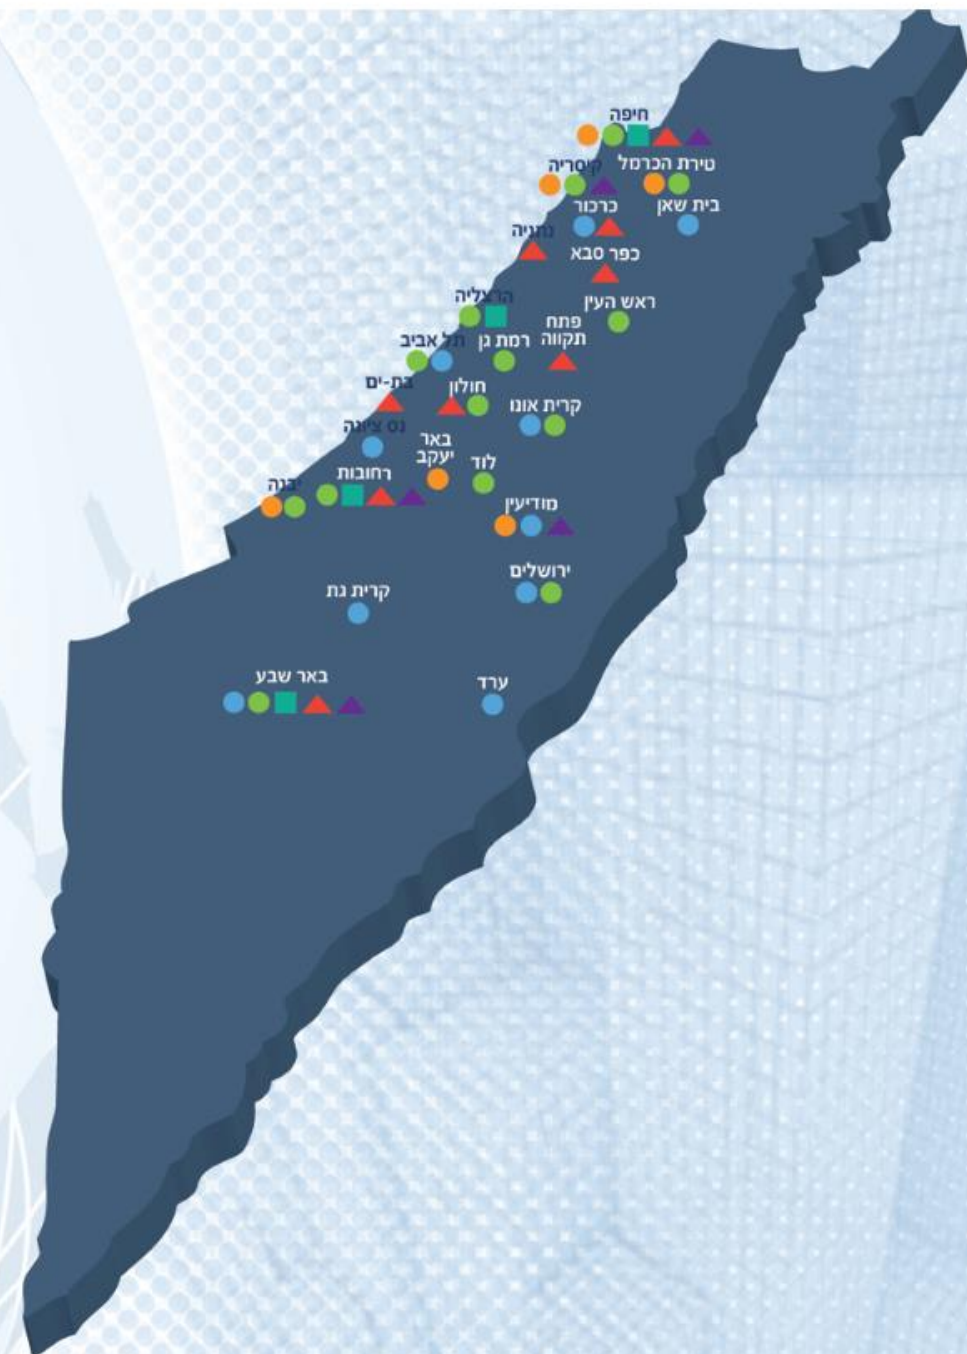 חיפה
קיסריה
טירת הכרמל
כרכור
בית שאן
נתניה
כפר סבא
הרצליה
ראש העין
פתח
תקווה
תל אביב
רמת גן
בת-ים
חולון
קרית אונו
נס ציונה
באר
יעקב
לוד
רחובות
יבנה
מודיעין
ירושלים
קרית גת
באר שבע
ערד